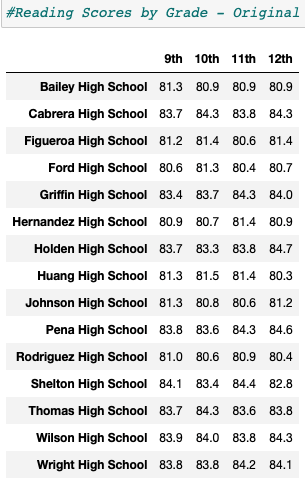 #Reading Scores by Grade - Original
9th 10th 11th 12th
Bailey High School 81.3 80.9 80.9 80.9
Cabrera High School 83.7 84.3 83.8 84.3
Figueroa High School 81.2 81.4 80.6 81.4
Ford High School 80.6 81.3 80.4 80.7
Griffin High School 83.4 83.7 84.3 84.0
Hernandez High School 80.9 80.7 81.4 80.9
Holden High School 83.7 83.3 83.8 84.7
Huang High School 81.3 81.5 81.4 80.3
Johnson High School 81.3 80.8 80.6 81.2
Pena High School 83.8 83.6 84.3 84.6
Rodriguez High School 81.0 80.6 80.9 80.4
Shelton High School 84.1 83.4 84.4 82.8
Thomas High School 83.7 84.3 83.6 83.8
Wilson High School 83.9 84.0 83.8 84.3
Wright High School 83.8 83.8 84.2 84.1